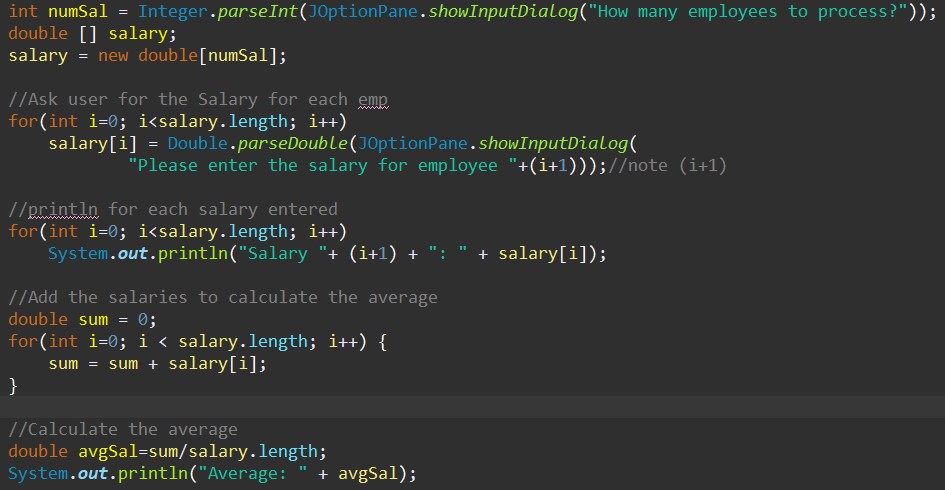 int numSal = Integer.parseInt(JOptionPane.showInputDialog("How many employees to process?"));
double [] salary;
salary = new double[numSal];

//Ask user for the Salary for each emp
for(int i=0; i<salary.length; i++)
    salary[i] = Double.parseDouble(JOptionPane.showInputDialog(
            "Please enter the salary for employee "+(i+1)));//note (i+1)

//println for each salary entered
for(int i=0; i<salary.length; i++)
    System.out.println("Salary "+ (i+1) + ": " + salary[i]);

//Add the salaries to calculate the average
double sum = 0;
for(int i=0; i < salary.length; i++) {
    sum = sum + salary[i];
}

//Calculate the average
double avgSal=sum/salary.length;
System.out.println("Average: " + avgSal);